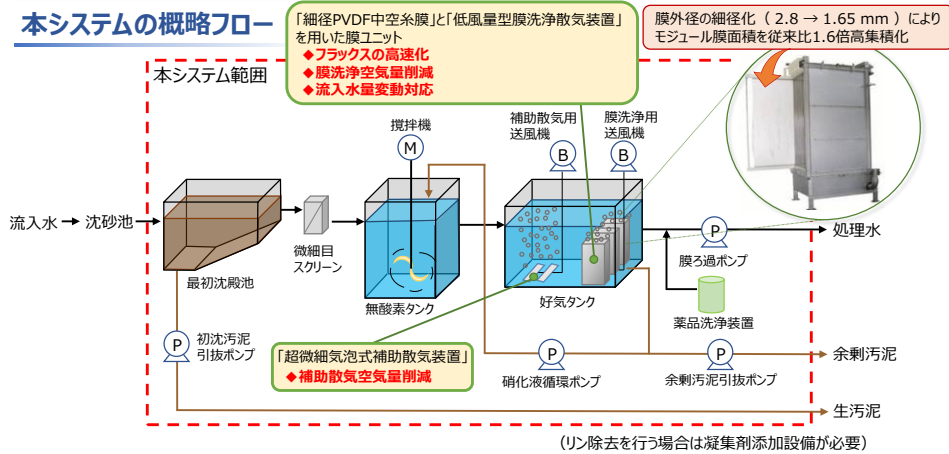 本システムの概略フロー
「細径PVDF中空糸膜」と「低風量型膜洗浄散気装置」
を用いた膜ユニット
◆フラックスの高速化
◆膜洗浄空気量削減
◆流入水量変動対応
膜外径の細径化（ 2.8 → 1.65 mm ）により
モジュール膜面積を従来比1.6倍高集積化
本システム範囲
撹拌機
M
補助散気用
送風機
B
膜洗浄用
送風機
B
流入水
沈砂池
最初沈殿池
微細目
スクリーン
無酸素タンク
好気タンク
P
膜ろ過ポンプ
処理水
薬品洗浄装置
P
初沈汚泥
引抜ポンプ
「超微細気泡式補助散気装置」
◆補助散気空気量削減
P
硝化液循環ポンプ
P
余剰汚泥引抜ポンプ
余剰汚泥
生汚泥
（リン除去を行う場合は凝集剤添加設備が必要）